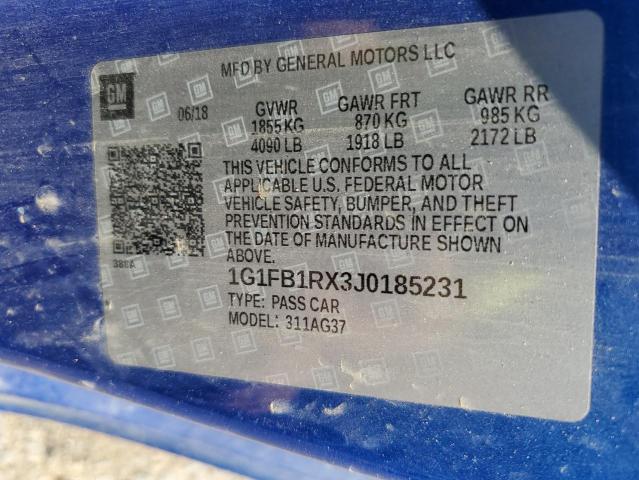 MFD BY GENERAL MOTORS LLC
GM
06/18
GVWR GAWR FRT GAWR RR
1855 KG 870 KG 985 KG
4090 LB 1918 LB 2172 LB
THIS VEHICLE CONFORMS TO ALL
APPLICABLE U.S. FEDERAL MOTOR
VEHICLE SAFETY, BUMPER, AND THEFT
PREVENTION STANDARDS IN EFFECT ON
THE DATE OF MANUFACTURE SHOWN
ABOVE.
1G1FB1RX3J0185231
TYPE: PASS CAR
MODEL: 311AG37